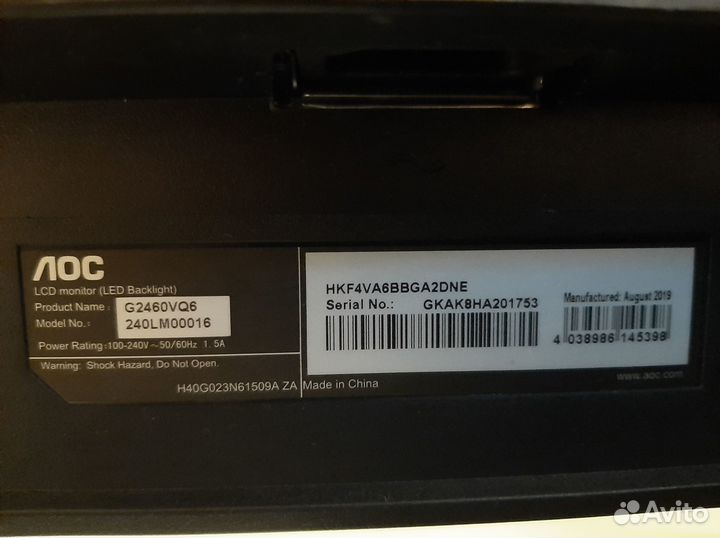 AOC
LCD monitor (LED Backlight)
Product Name: G2460VQ6
Model No.: 240LM00016
Power Rating:100-240V ~ 50/60Hz 1.5A
Warning: Shock Hazard, Do Not Open.
H40G023N61509A ZA Made in China
HKF4VA6BBGA2DNE
Serial No.: GKAK8HA201753
Manufactured: August 2019
4 038986 145398
www.aoc.com
Avito